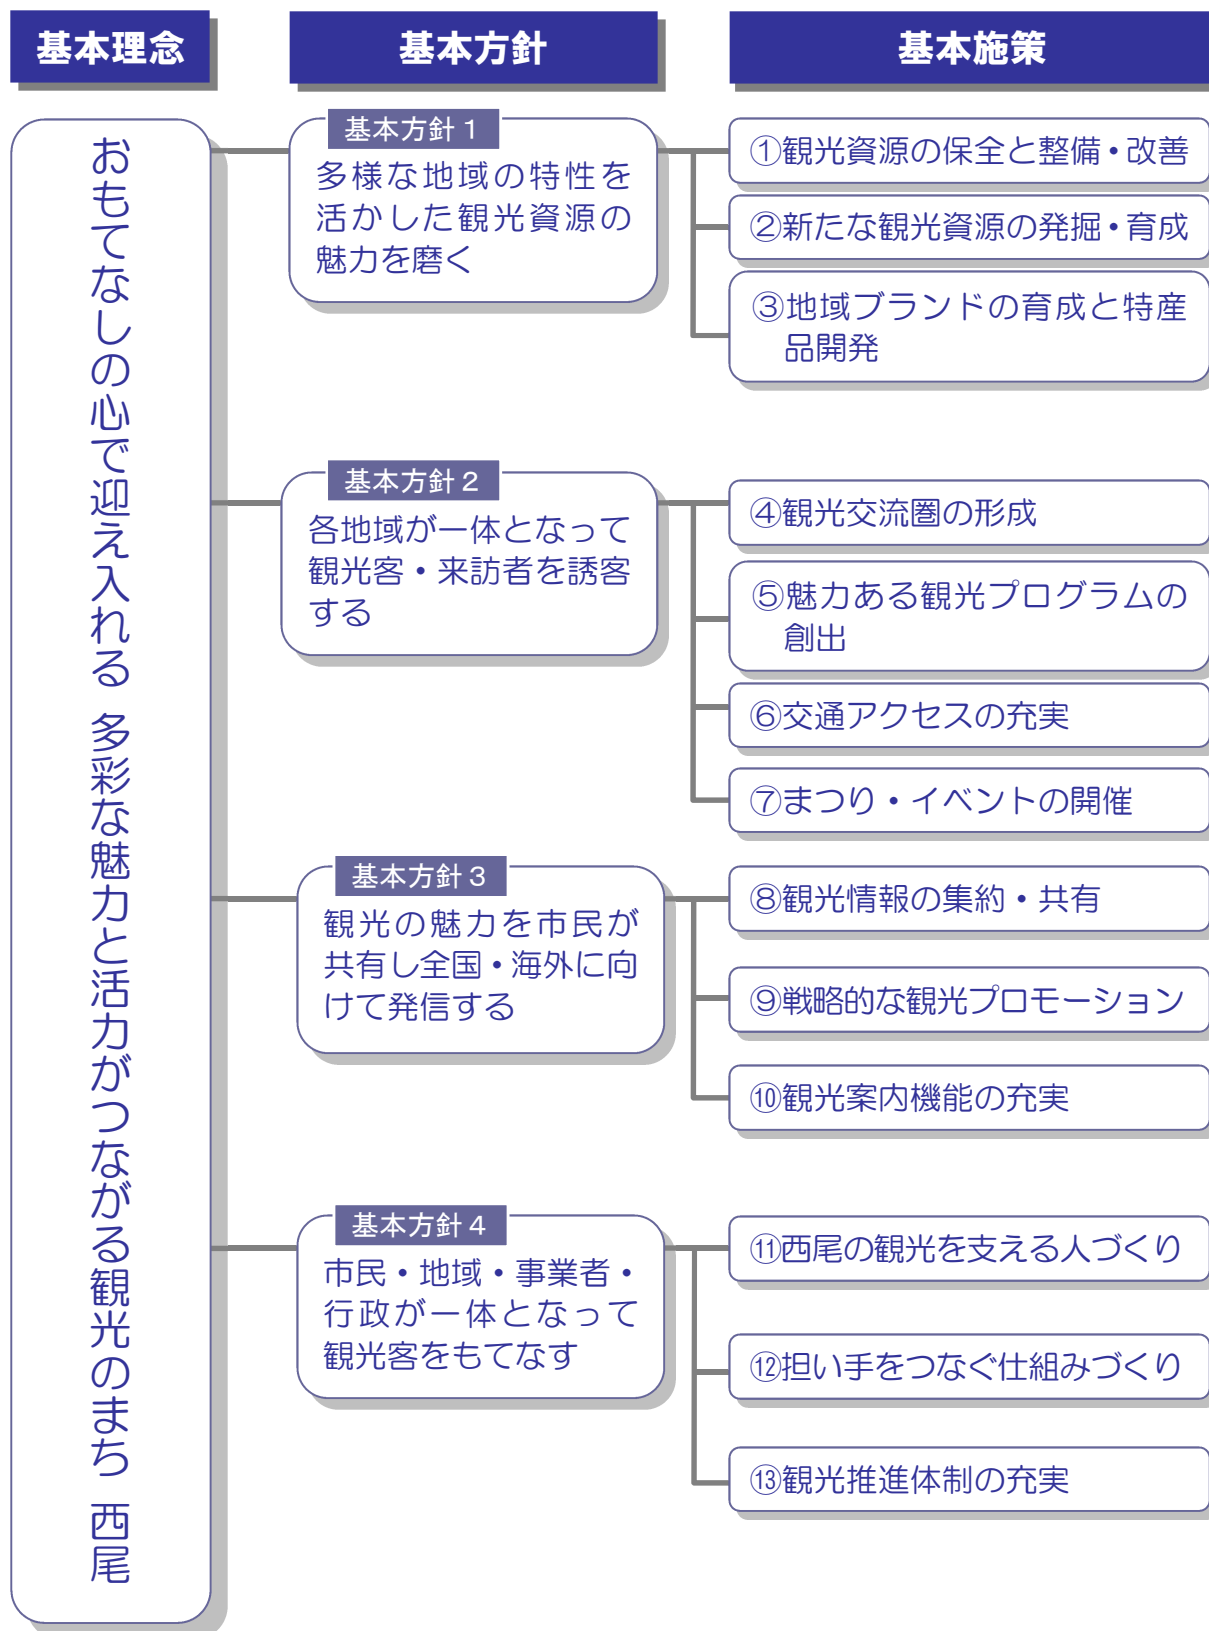 基本理念
基本方針
基本施策
おもてなしの心で迎え入れる 多彩な魅力と活力がつながる観光のまち 西尾
基本方針1
多様な地域の特性を
活かした観光資源の
魅力を磨く
①観光資源の保全と整備・改善
②新たな観光資源の発掘・育成
③地域ブランドの育成と特産
品開発
基本方針2
各地域が一体となって
観光客・来訪者を誘客
する
④観光交流圏の形成
⑤魅力ある観光プログラムの
創出
⑥交通アクセスの充実
⑦まつり・イベントの開催
基本方針3
観光の魅力を市民が
共有し全国・海外に向
けて発信する
⑧観光情報の集約・共有
⑨戦略的な観光プロモーション
⑩観光案内機能の充実
基本方針4
市民・地域・事業者・
行政が一体となって
観光客をもてなす
⑪西尾の観光を支える人づくり
⑫担い手をつなぐ仕組みづくり
⑬観光推進体制の充実